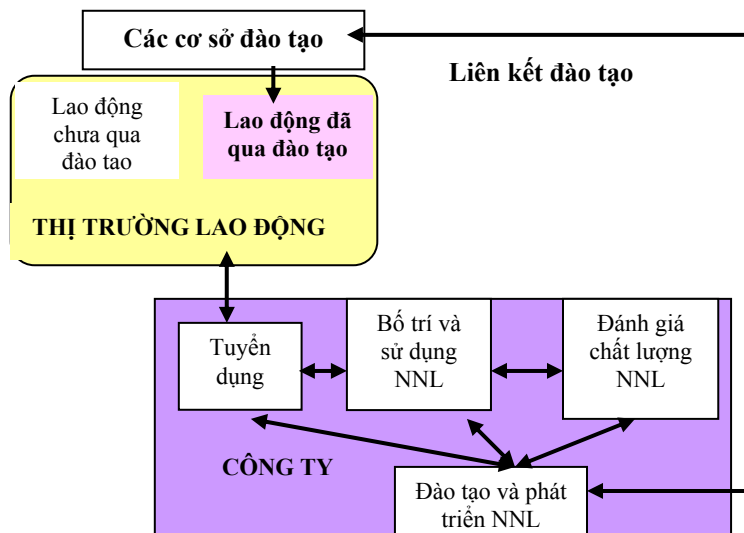 Các cơ sở đào tạo
Liên kết đào tạo
Lao động
chưa qua
đào tao
Lao động đã
qua đào tạo
THỊ TRƯỜNG LAO ĐỘNG
Tuyển
dụng
Bố trí và
sử dụng
NNL
Đánh giá
chất lượng
NNL
CÔNG TY
Đào tạo và phát
triển NNL